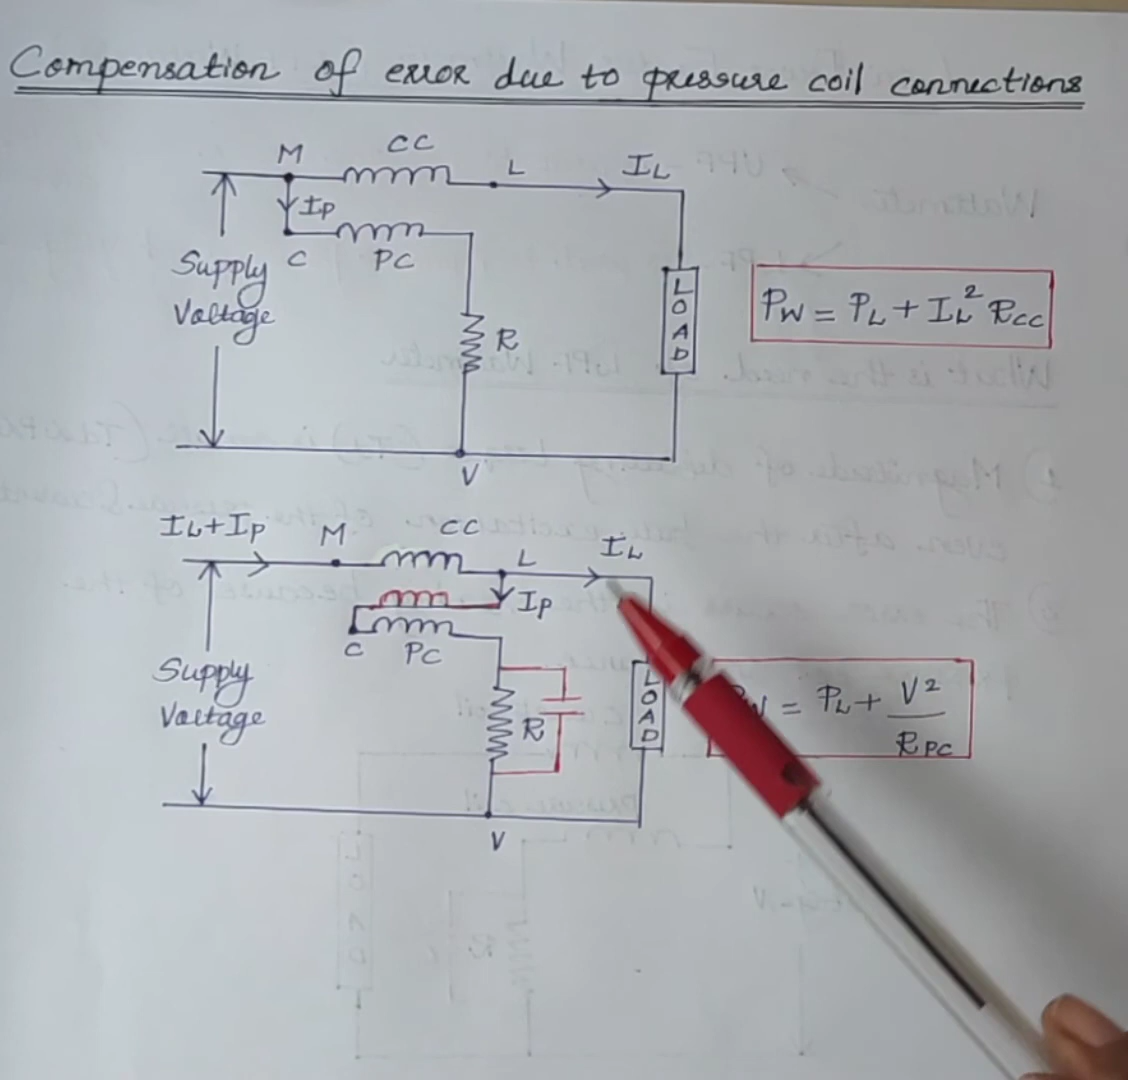 Compensation of error due to pressure coil connections
CC
M
L
IL
IP
C
PC
Supply
Voltage
R
LOAD
PW = PL + IL² RCC
V
IL+IP
M
CC
L
IL
IP
C
PC
Supply
Voltage
R
LOAD
= PL + V²
RPC
V